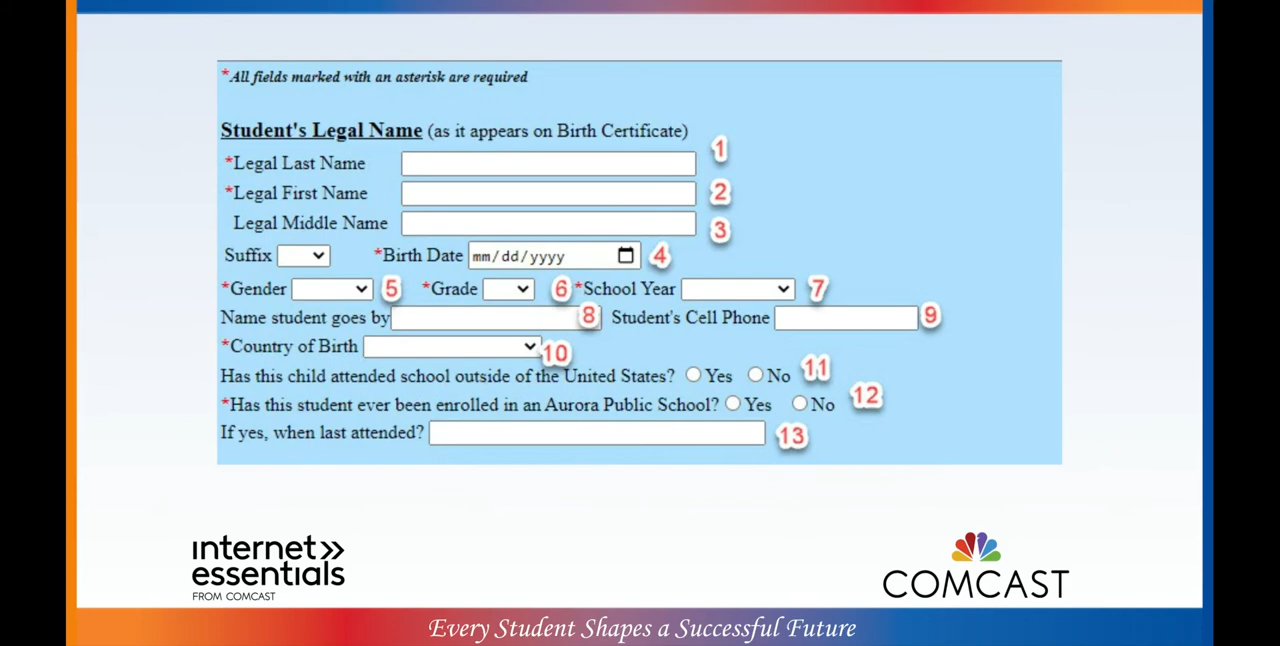 *All fields marked with an asterisk are required
Student's Legal Name (as it appears on Birth Certificate)
*Legal Last Name 1
*Legal First Name 2
Legal Middle Name 3
Suffix *Birth Date mm/dd/yyyy 4
*Gender 5 *Grade 6 *School Year 7
Name student goes by 8 Student's Cell Phone 9
*Country of Birth 10
Has this child attended school outside of the United States? Yes No 11
*Has this student ever been enrolled in an Aurora Public School? Yes No 12
If yes, when last attended? 13
internet
essentials
FROM COMCAST
COMCAST
Every Student Shapes a Successful Future